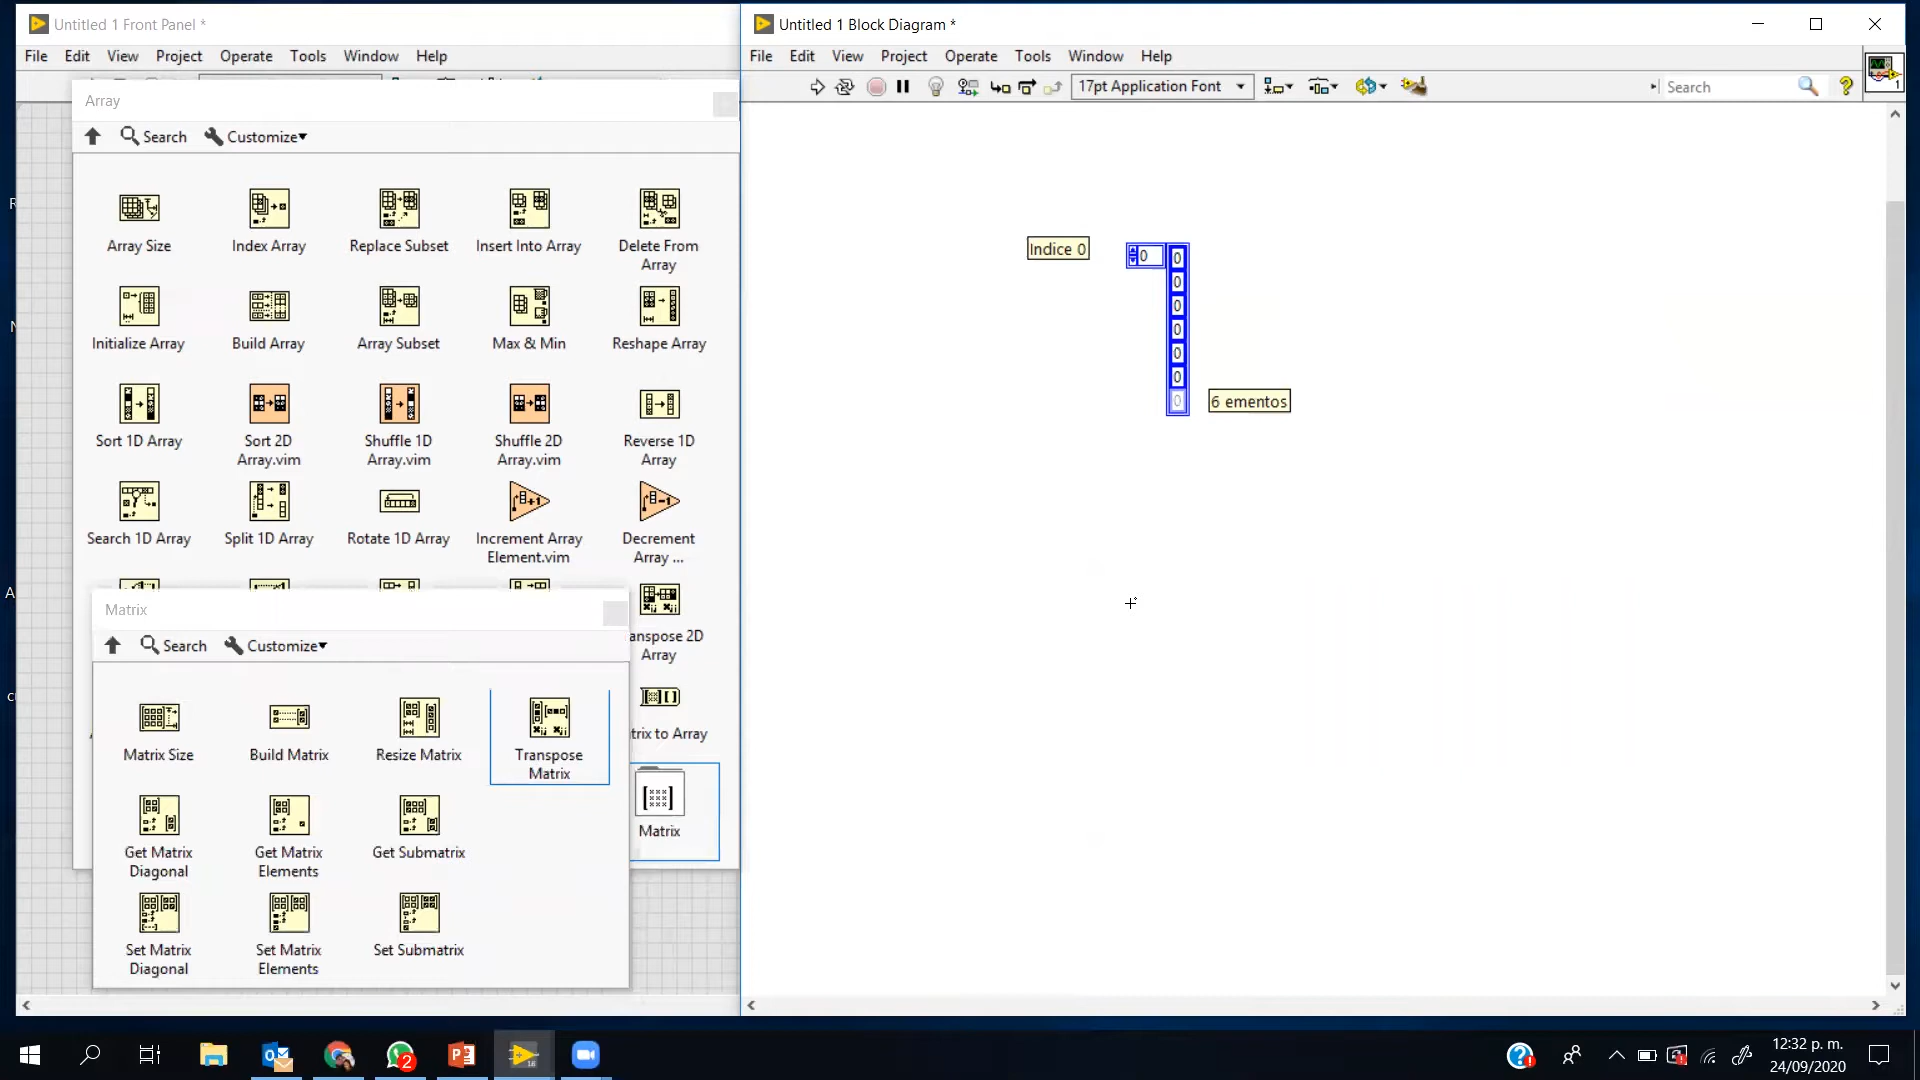 Untitled 1 Front Panel *
File Edit View Project Operate Tools Window Help
Array
Search Customize
Array Size Index Array Replace Subset Insert Into Array Delete From Array
Initialize Array Build Array Array Subset Max & Min Reshape Array
Sort 1D Array Sort 2D Array.vim Shuffle 1D Array.vim Shuffle 2D Array.vim Reverse 1D Array
Search 1D Array Split 1D Array Rotate 1D Array Increment Array Element.vim Decrement Array ...
anspose 2D Array
trix to Array
Matrix
Matrix
Search Customize
Matrix Size Build Matrix Resize Matrix Transpose Matrix
Get Matrix Diagonal Get Matrix Elements Get Submatrix
Set Matrix Diagonal Set Matrix Elements Set Submatrix
Untitled 1 Block Diagram *
File Edit View Project Operate Tools Window Help
17pt Application Font Search
Indice 0
0 0
0
0
0
0
0
0
6 ementos
2
12:32 p. m.
24/09/2020